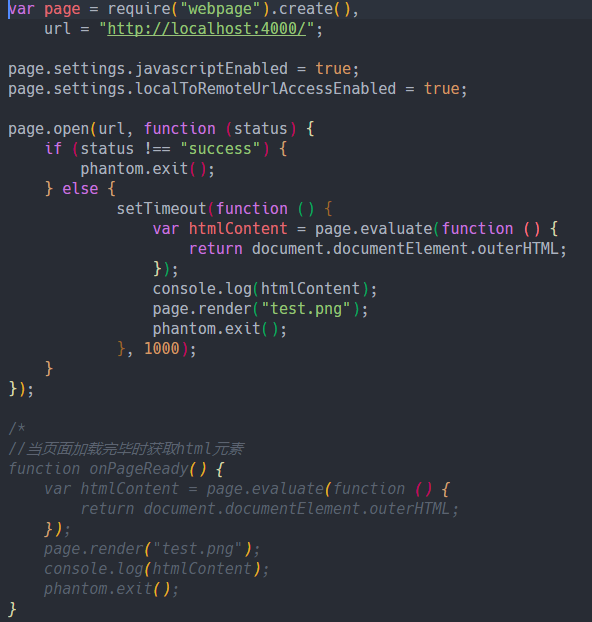 var page = require("webpage").create(),
    url = "http://localhost:4000/";

page.settings.javascriptEnabled = true;
page.settings.localToRemoteUrlAccessEnabled = true;

page.open(url, function (status) {
    if (status !== "success") {
        phantom.exit();
    } else {
            setTimeout(function () {
                var htmlContent = page.evaluate(function () {
                    return document.documentElement.outerHTML;
                });
                console.log(htmlContent);
                page.render("test.png");
                phantom.exit();
            }, 1000);
    }
});

/*
//当页面加载完毕时获取html元素
function onPageReady() {
    var htmlContent = page.evaluate(function () {
        return document.documentElement.outerHTML;
    });
    page.render("test.png");
    console.log(htmlContent);
    phantom.exit();
}